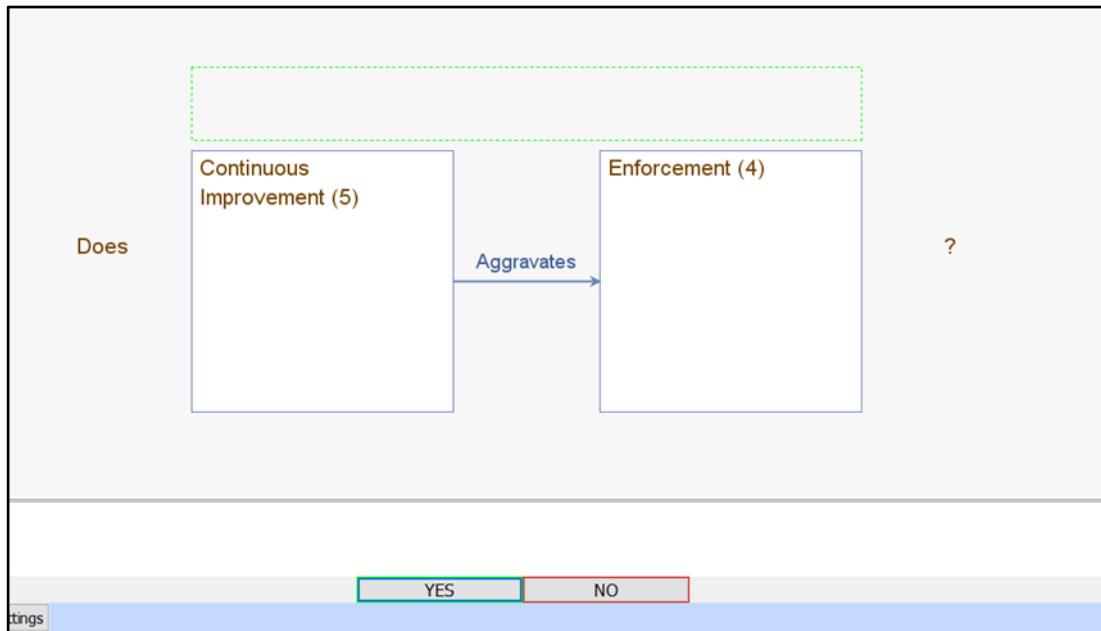 Continuous
Improvement (5)
Enforcement (4)
Does
Aggravates
?
YES
NO
ttings